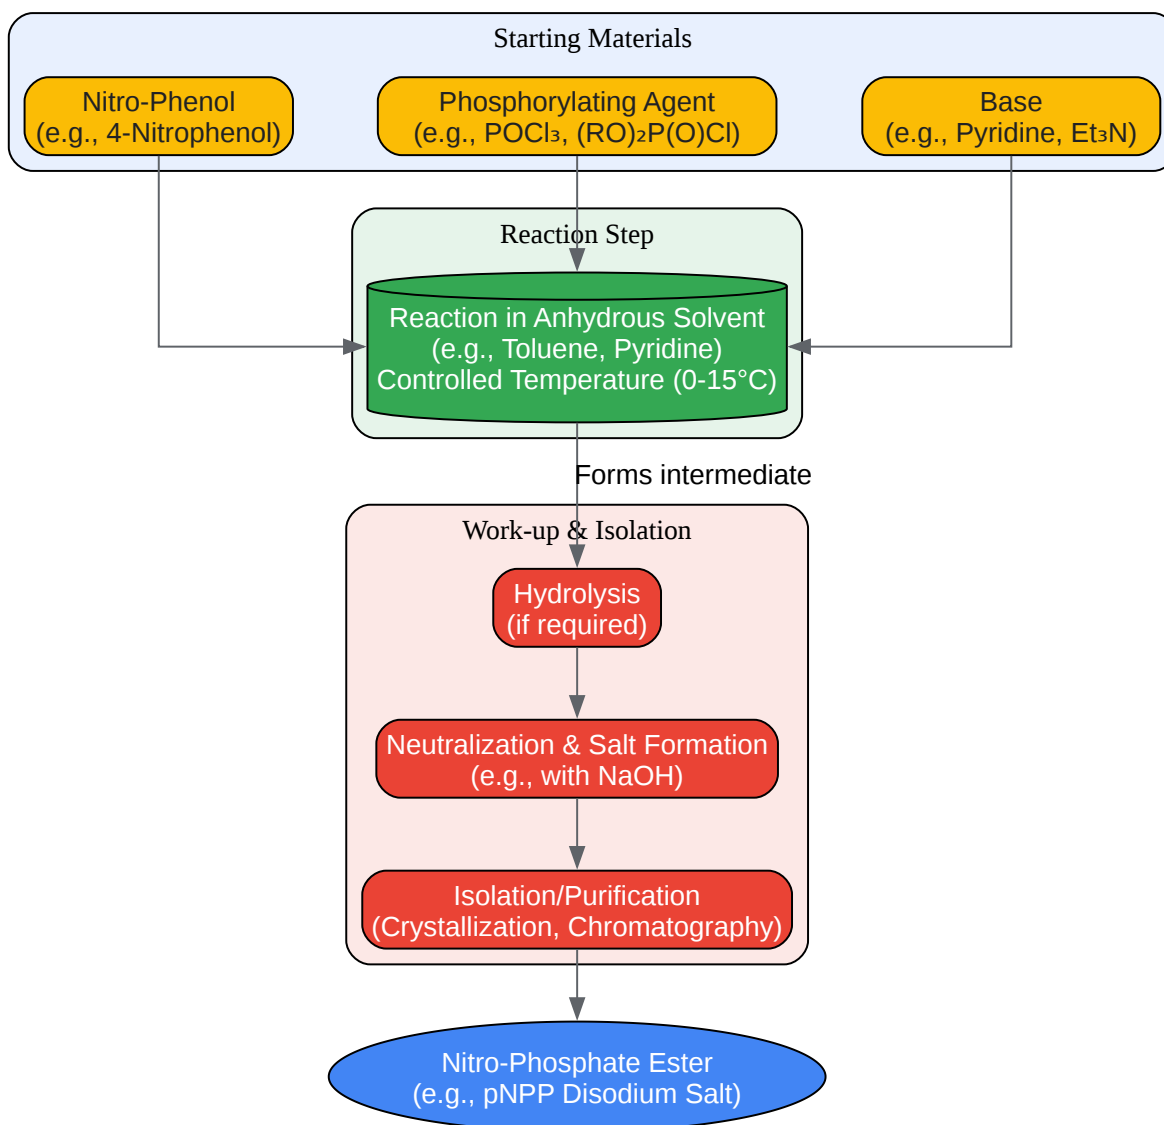 Starting Materials
Nitro-Phenol
(e.g., 4-Nitrophenol)
Phosphorylating Agent
(e.g., POCl₃, (RO)₂P(O)Cl)
Base
(e.g., Pyridine, Et₃N)
Reaction Step
Reaction in Anhydrous Solvent
(e.g., Toluene, Pyridine)
Controlled Temperature (0-15°C)
Forms intermediate
Work-up & Isolation
Hydrolysis
(if required)
Neutralization & Salt Formation
(e.g., with NaOH)
Isolation/Purification
(Crystallization, Chromatography)
Nitro-Phosphate Ester
(e.g., pNPP Disodium Salt)